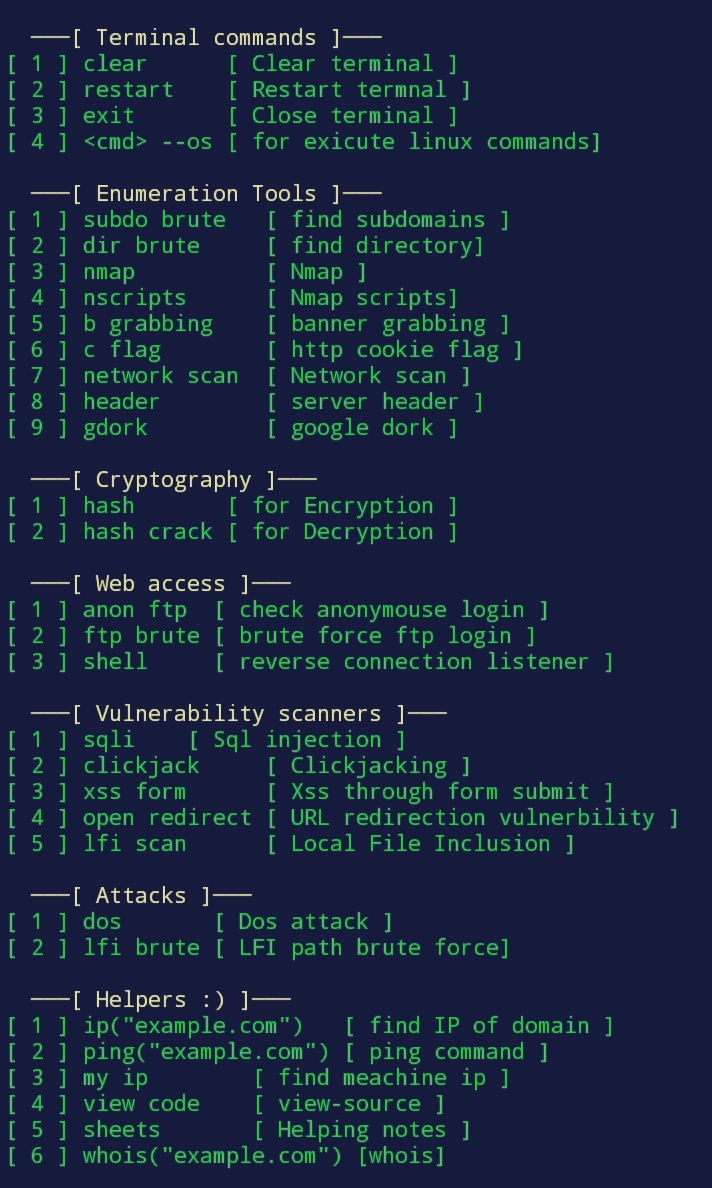 ───[ Terminal commands ]───
[ 1 ] clear      [ Clear terminal ]
[ 2 ] restart    [ Restart termnal ]
[ 3 ] exit       [ Close terminal ]
[ 4 ] <cmd> --os [ for exicute linux commands]
───[ Enumeration Tools ]───
[ 1 ] subdo brute   [ find subdomains ]
[ 2 ] dir brute     [ find directory]
[ 3 ] nmap          [ Nmap ]
[ 4 ] nscripts      [ Nmap scripts]
[ 5 ] b grabbing    [ banner grabbing ]
[ 6 ] c flag        [ http cookie flag ]
[ 7 ] network scan  [ Network scan ]
[ 8 ] header        [ server header ]
[ 9 ] gdork         [ google dork ]
───[ Cryptography ]───
[ 1 ] hash       [ for Encryption ]
[ 2 ] hash crack [ for Decryption ]
───[ Web access ]───
[ 1 ] anon ftp  [ check anonymouse login ]
[ 2 ] ftp brute [ brute force ftp login ]
[ 3 ] shell     [ reverse connection listener ]
───[ Vulnerability scanners ]───
[ 1 ] sqli    [ Sql injection ]
[ 2 ] clickjack     [ Clickjacking ]
[ 3 ] xss form      [ Xss through form submit ]
[ 4 ] open redirect [ URL redirection vulnerbility ]
[ 5 ] lfi scan      [ Local File Inclusion ]
───[ Attacks ]───
[ 1 ] dos       [ Dos attack ]
[ 2 ] lfi brute [ LFI path brute force]
───[ Helpers :) ]───
[ 1 ] ip("example.com")   [ find IP of domain ]
[ 2 ] ping("example.com") [ ping command ]
[ 3 ] my ip        [ find meachine ip ]
[ 4 ] view code    [ view-source ]
[ 5 ] sheets       [ Helping notes ]
[ 6 ] whois("example.com") [whois]